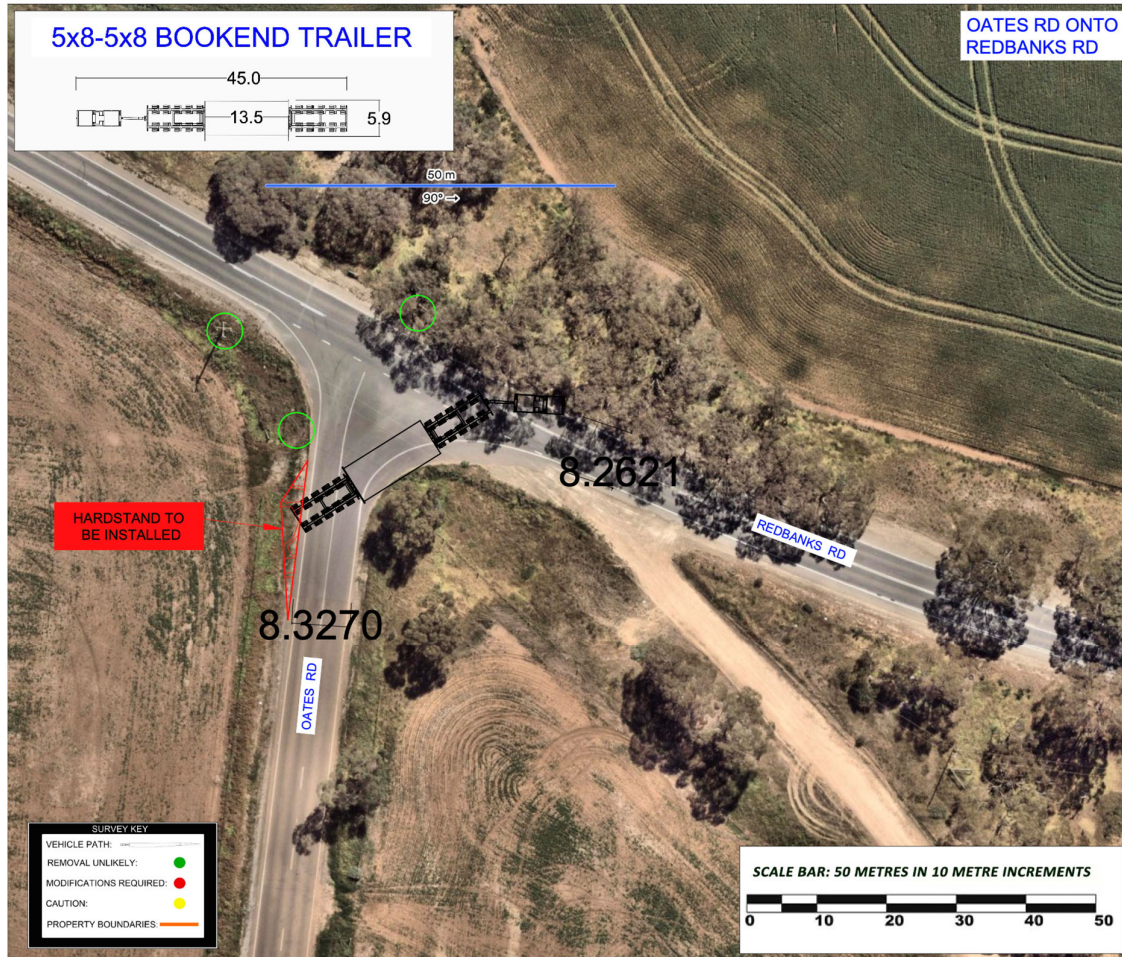 5x8-5x8 BOOKEND TRAILER
45.0
13.5
5.9
OATES RD ONTO
REDBANKS RD
50 m
90° →
8.2621
HARDSTAND TO
BE INSTALLED
REDBANKS RD
8.3270
OATES RD
SURVEY KEY
VEHICLE PATH:
REMOVAL UNLIKELY:
MODIFICATIONS REQUIRED:
CAUTION:
PROPERTY BOUNDARIES:
SCALE BAR: 50 METRES IN 10 METRE INCREMENTS
0 10 20 30 40 50